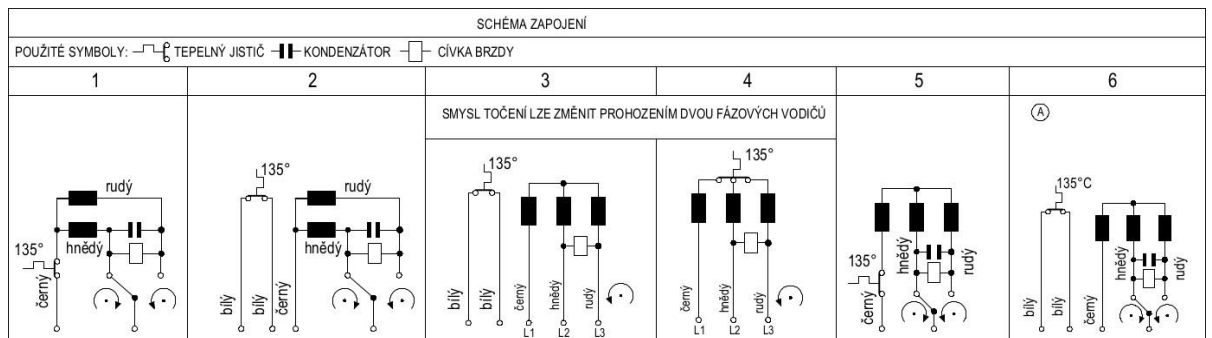 SCHÉMA ZAPOJENÍ
POUŽITÉ SYMBOLY: TEPELNÝ JISTIČ KONDENZÁTOR CÍVKA BRZDY
1 2 3 4 5 6
SMYSL TOČENÍ LZE ZMĚNIT PROHOZENÍM DVOU FÁZOVÝCH VODIČŮ
A
rudý
hnědý
135°
černý
135°
rudý
hnědý
bílý
bílý
černý
135°
bílý
bílý
černý
hnědý
rudý
L1 L2 L3
135°
černý
hnědý
rudý
L1 L2 L3
hnědý
rudý
135°
černý
135°C
hnědý
rudý
bílý
bílý
černý